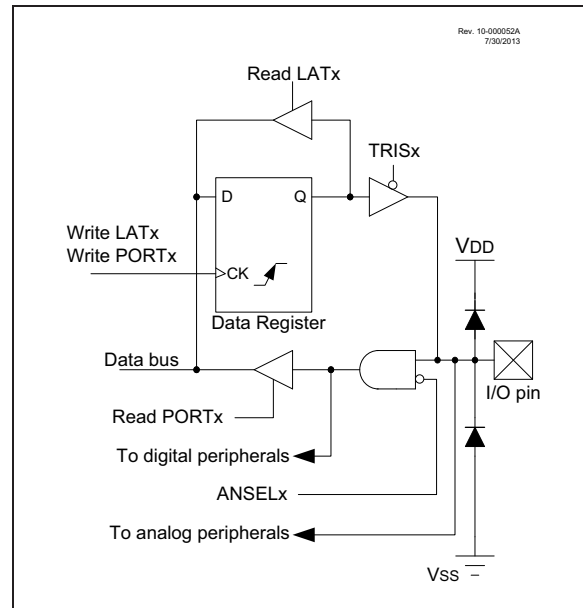 Rev. 10-000052A
7/30/2013
Read LATx
TRISx
D
Q
Write LATx
Write PORTx
CK
VDD
Data Register
Data bus
I/O pin
Read PORTx
To digital peripherals
ANSELx
To analog peripherals
VSS